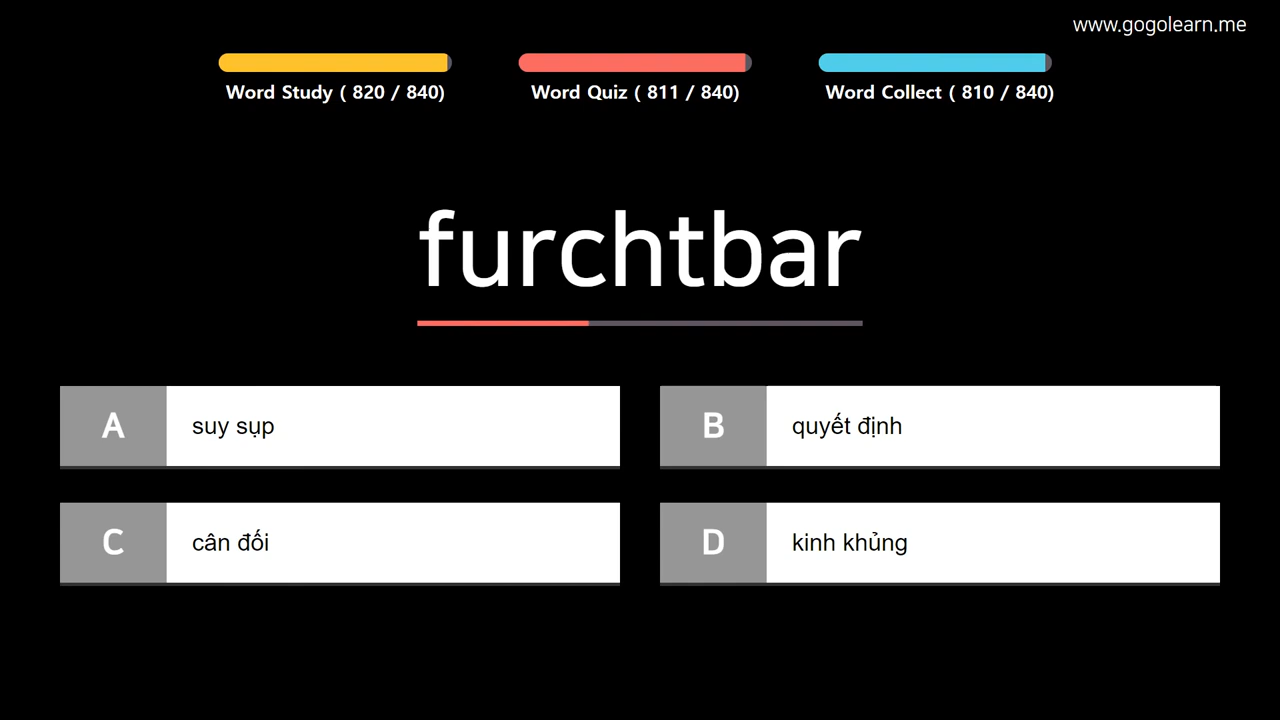 www.gogolearn.me
Word Study ( 820 / 840)
Word Quiz ( 811 / 840)
Word Collect ( 810 / 840)
furchtbar
A suy sụp
B quyết định
C cân đối
D kinh khủng